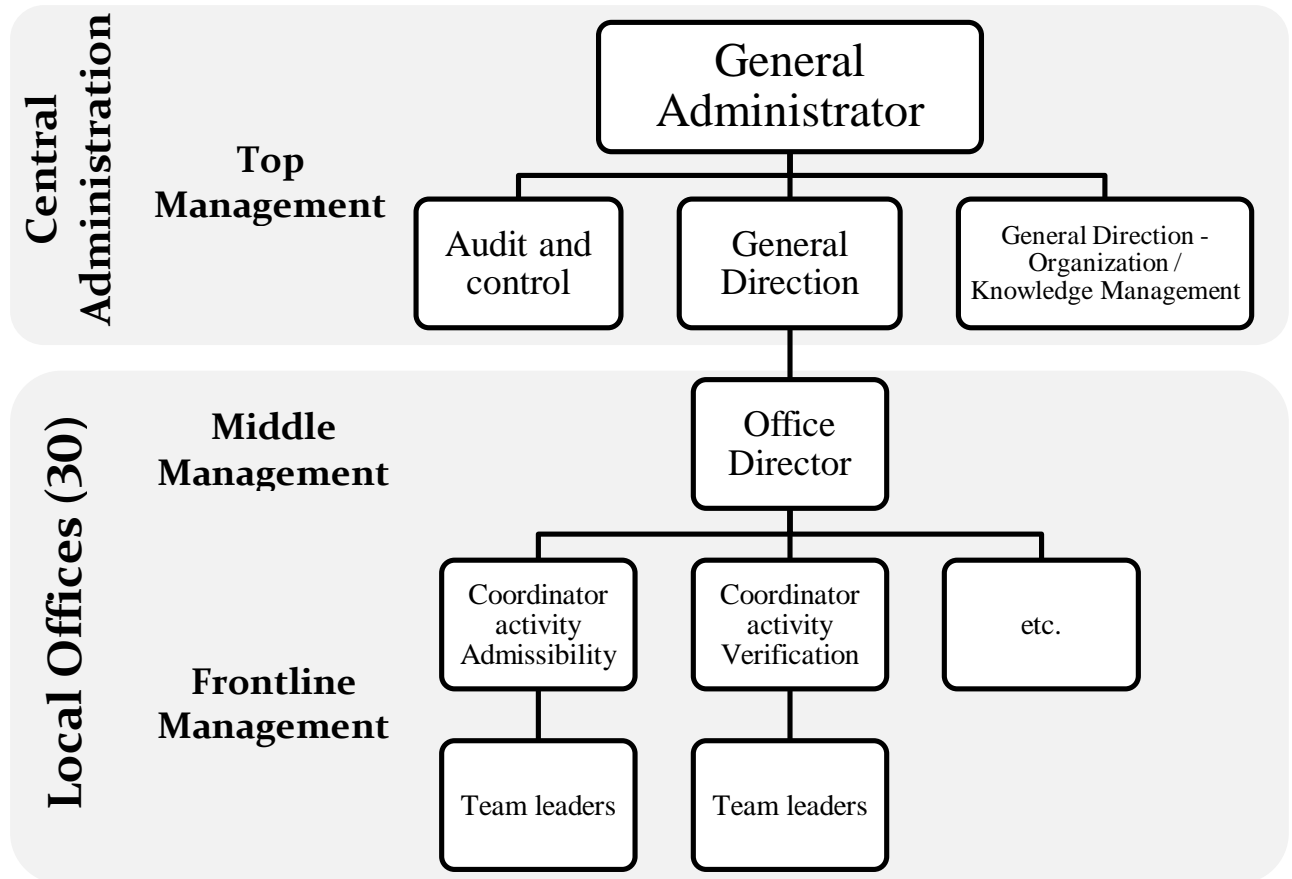 Central
Administration
Top
Management
General
Administrator
Audit and
control
General
Direction
General Direction -
Organization /
Knowledge Management
Local Offices (30)
Middle
Management
Office
Director
Frontline
Management
Coordinator
activity
Admissibility
Coordinator
activity
Verification
etc.
Team leaders
Team leaders